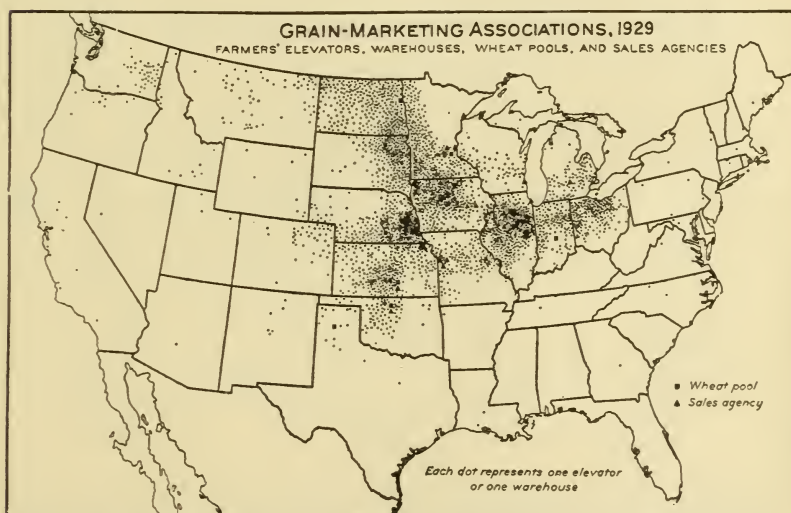 GRAIN-MARKETING ASSOCIATIONS, 1929
FARMERS' ELEVATORS, WAREHOUSES, WHEAT POOLS, AND SALES AGENCIES
Wheat pool
Sales agency
Each dot represents one elevator
or one warehouse